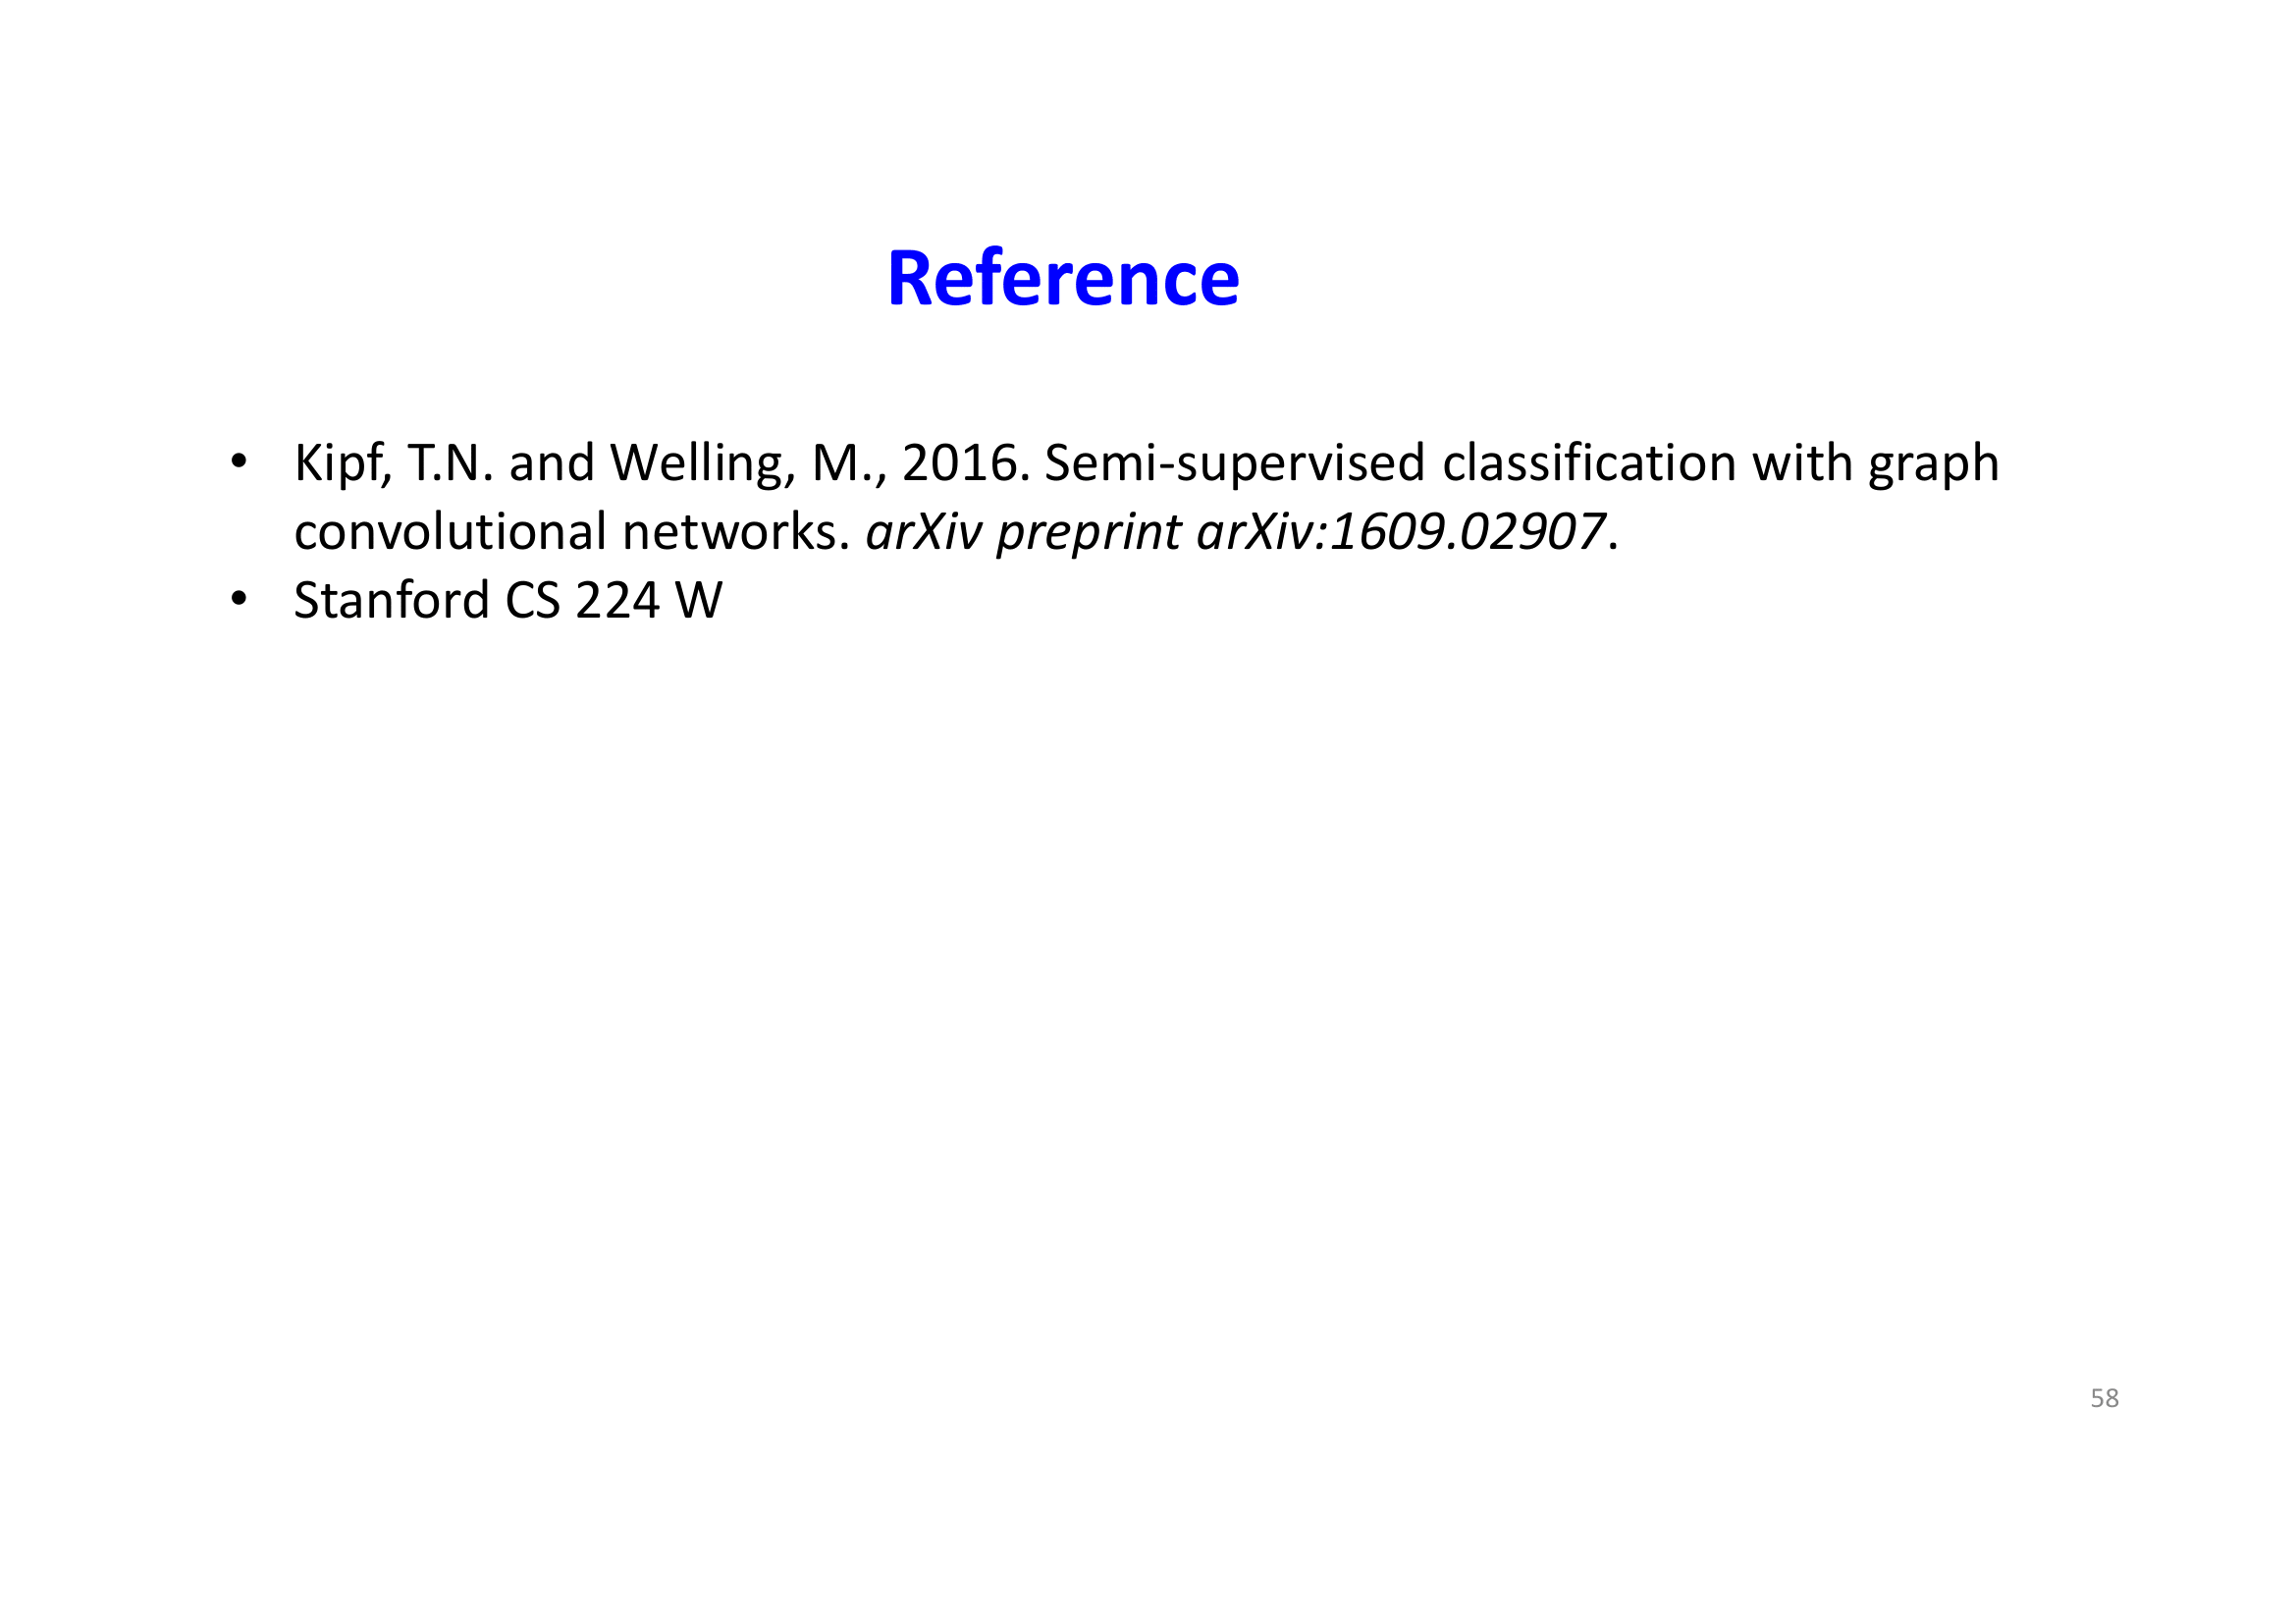 Reference
• Kipf, T.N. and Welling, M., 2016. Semi-supervised classification with graph
convolutional networks. arXiv preprint arXiv:1609.02907.
• Stanford CS 224 W
58